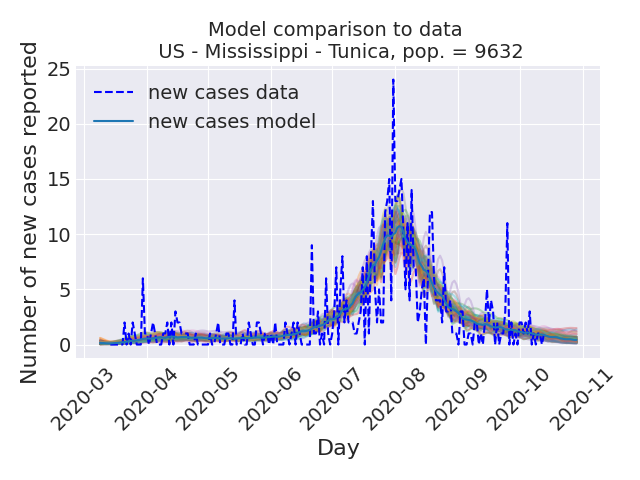 Model comparison to data
US - Mississippi - Tunica, pop. = 9632
Number of new cases reported
25
20
15
10
5
0
new cases data
new cases model
2020-03
2020-04
2020-05
2020-06
2020-07
2020-08
2020-09
2020-10
2020-11
Day